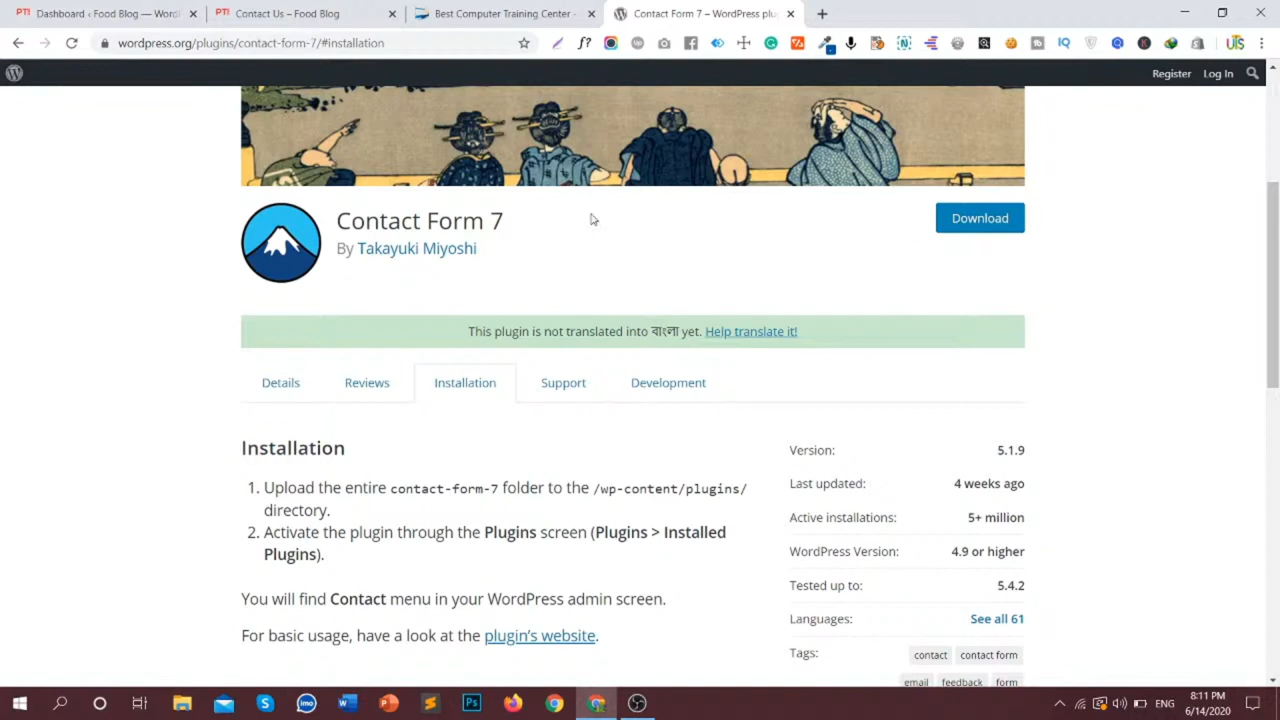 Dashboard ‹ Food Blog — Word
Contact Us – Food Blog
Best Computer Training Center -
Contact Form 7 – WordPress plu
wordpress.org/plugins/contact-form-7/#installation
Register
Log In
Contact Form 7
By Takayuki Miyoshi
Download
This plugin is not translated into বাংলা yet. Help translate it!
Details
Reviews
Installation
Support
Development
Installation
1. Upload the entire contact-form-7 folder to the /wp-content/plugins/
directory.
2. Activate the plugin through the Plugins screen (Plugins > Installed
Plugins).
You will find Contact menu in your WordPress admin screen.
For basic usage, have a look at the plugin's website.
Version: 5.1.9
Last updated: 4 weeks ago
Active installations: 5+ million
WordPress Version: 4.9 or higher
Tested up to: 5.4.2
Languages: See all 61
Tags: contact contact form
email feedback form
ENG
8:11 PM
6/14/2020